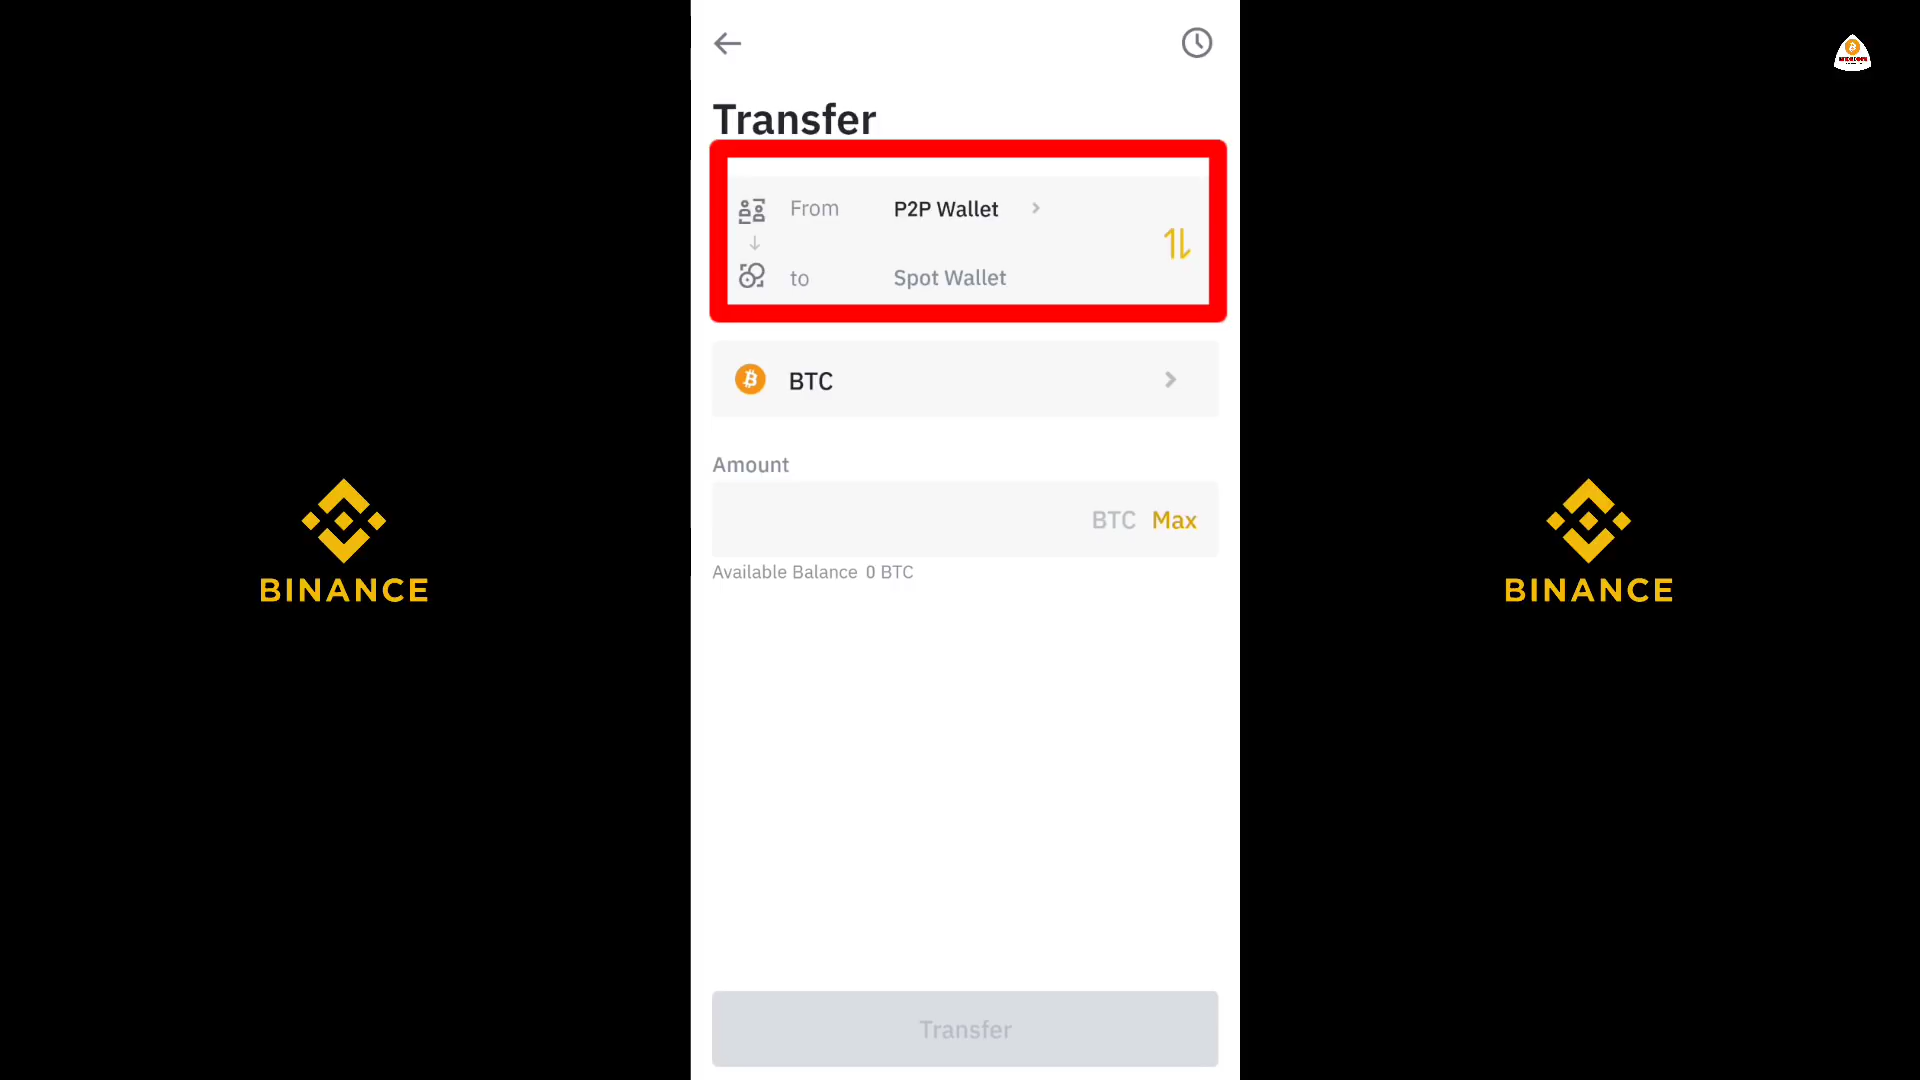 Transfer
From P2P Wallet
to Spot Wallet
BTC
Amount
BTC Max
Available Balance 0 BTC
Transfer
BINANCE
BINANCE